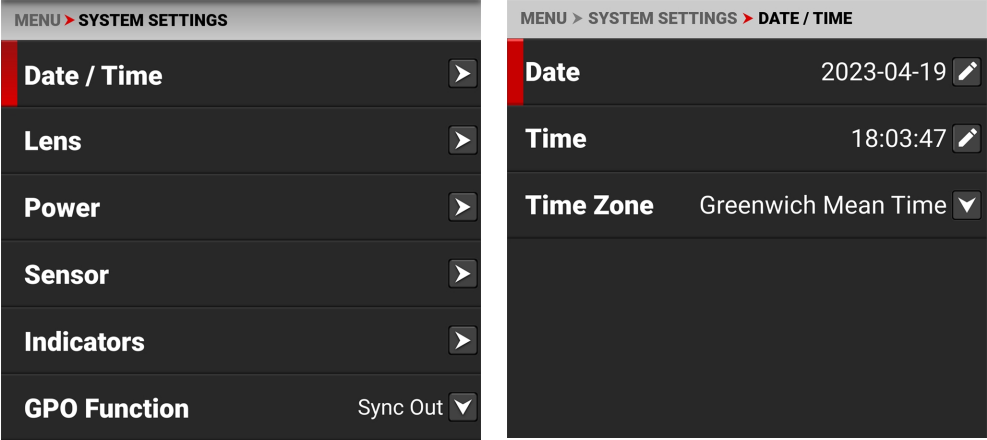 MENU > SYSTEM SETTINGS
Date / Time
Lens
Power
Sensor
Indicators
GPO Function Sync Out
MENU > SYSTEM SETTINGS > DATE / TIME
Date 2023-04-19
Time 18:03:47
Time Zone Greenwich Mean Time